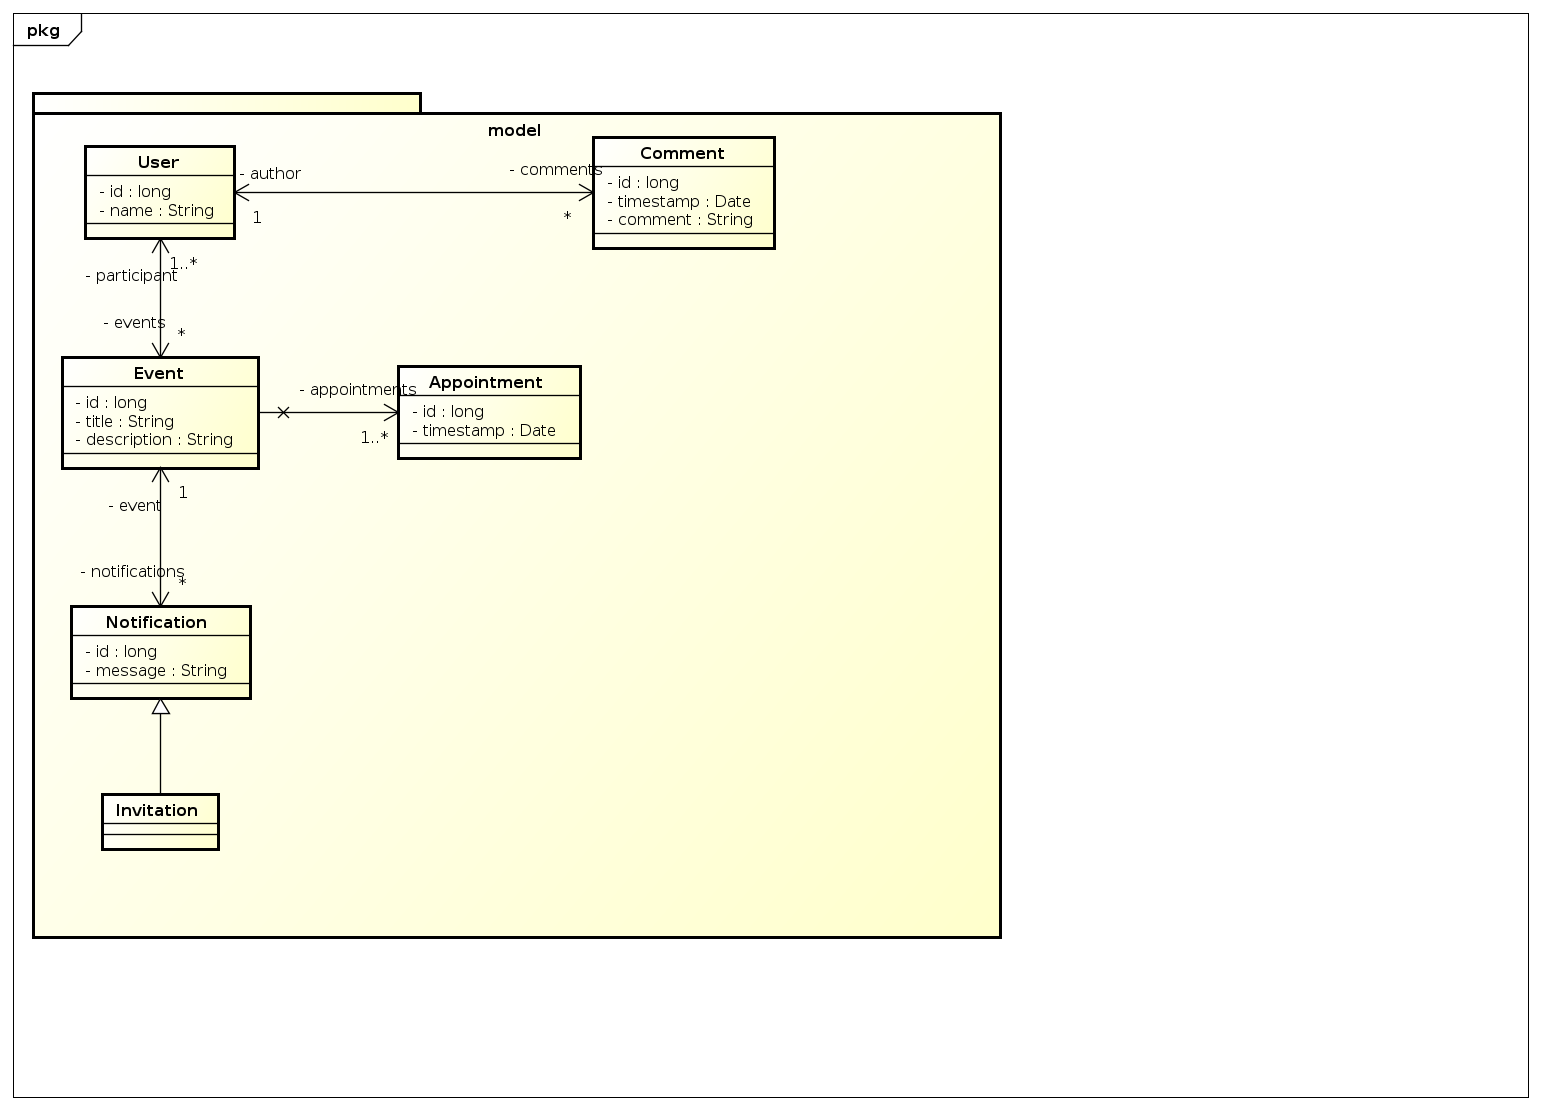 pkg
model
User
- id : long
- name : String
- author
1
- comments
*
Comment
- id : long
- timestamp : Date
- comment : String
1..*
- participant
- events
*
Event
- id : long
- title : String
- description : String
- appointments
1..*
Appointment
- id : long
- timestamp : Date
1
- event
- notifications
*
Notification
- id : long
- message : String
Invitation